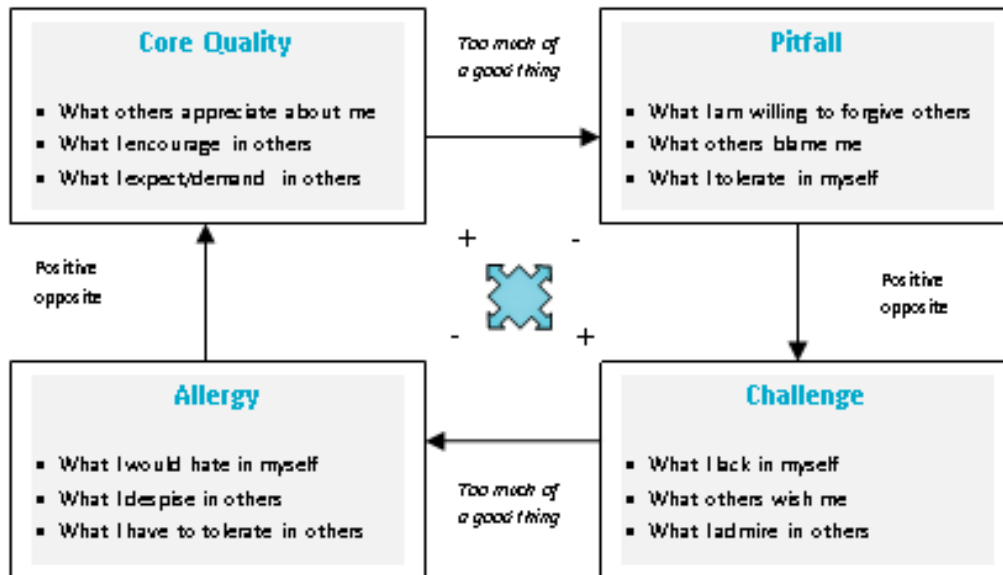 Core Quality
What others appreciate about me
What I encourage in others
What I expect/demand in others
Too much of
a good thing
Pitfall
What I am willing to forgive others
What others blame me
What I tolerate in myself
Positive
opposite
+ -
- +
Positive
opposite
Allergy
What I would hate in myself
What I despise in others
What I have to tolerate in others
Too much of
a good thing
Challenge
What I lack in myself
What others wish me
What I admire in others